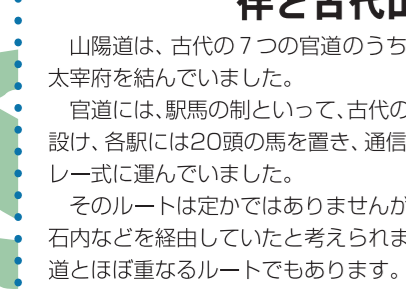 伴と古代山
山陽道は、古代の7つの官道のうち
太宰府を結んでいました。
官道には、駅馬の制といって、古代の
設け、各駅には20頭の馬を置き、通信
レー式に運んでいました。
そのルートは定かではありませんが
石内などを経由していたと考えられま
道とほぼ重なるルートでもあります。